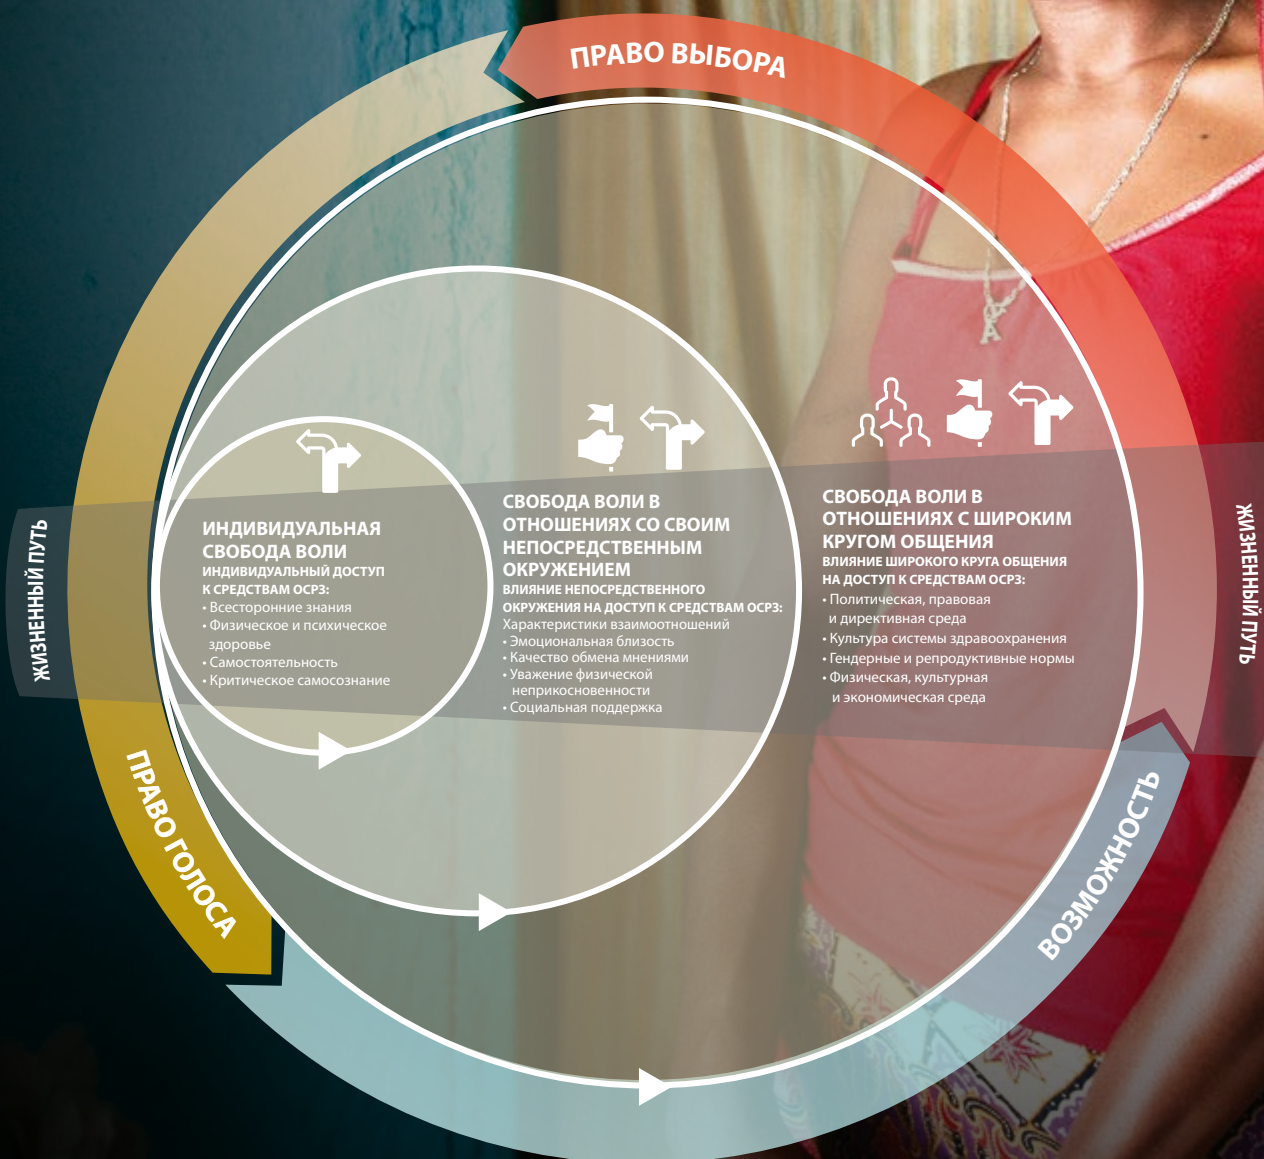 ПРАВО ВЫБОРА
ЖИЗНЕННЫЙ ПУТЬ
ИНДИВИДУАЛЬНАЯ
СВОБОДА ВОЛИ
ИНДИВИДУАЛЬНЫЙ ДОСТУП
К СРЕДСТВАМ ОСРЗ:
• Всесторонние знания
• Физическое и психическое
здоровье
• Самостоятельность
• Критическое самосознание
СВОБОДА ВОЛИ В
ОТНОШЕНИЯХ СО СВОИМ
НЕПОСРЕДСТВЕННЫМ
ОКРУЖЕНИЕМ
ВЛИЯНИЕ НЕПОСРЕДСТВЕННОГО
ОКРУЖЕНИЯ НА ДОСТУП К СРЕДСТВАМ ОСРЗ:
Характеристики взаимоотношений
• Эмоциональная близость
• Качество обмена мнениями
• Уважение физической
неприкосновенности
• Социальная поддержка
СВОБОДА ВОЛИ В
ОТНОШЕНИЯХ С ШИРОКИМ
КРУГОМ ОБЩЕНИЯ
ВЛИЯНИЕ ШИРОКОГО КРУГА ОБЩЕНИЯ
НА ДОСТУП К СРЕДСТВАМ ОСРЗ:
• Политическая, правовая
и директивная среда
• Культура системы здравоохранения
• Гендерные и репродуктивные нормы
• Физическая, культурная
и экономическая среда
ЖИЗНЕННЫЙ ПУТЬ
ПРАВО ГОЛОСА
ВОЗМОЖНОСТЬ